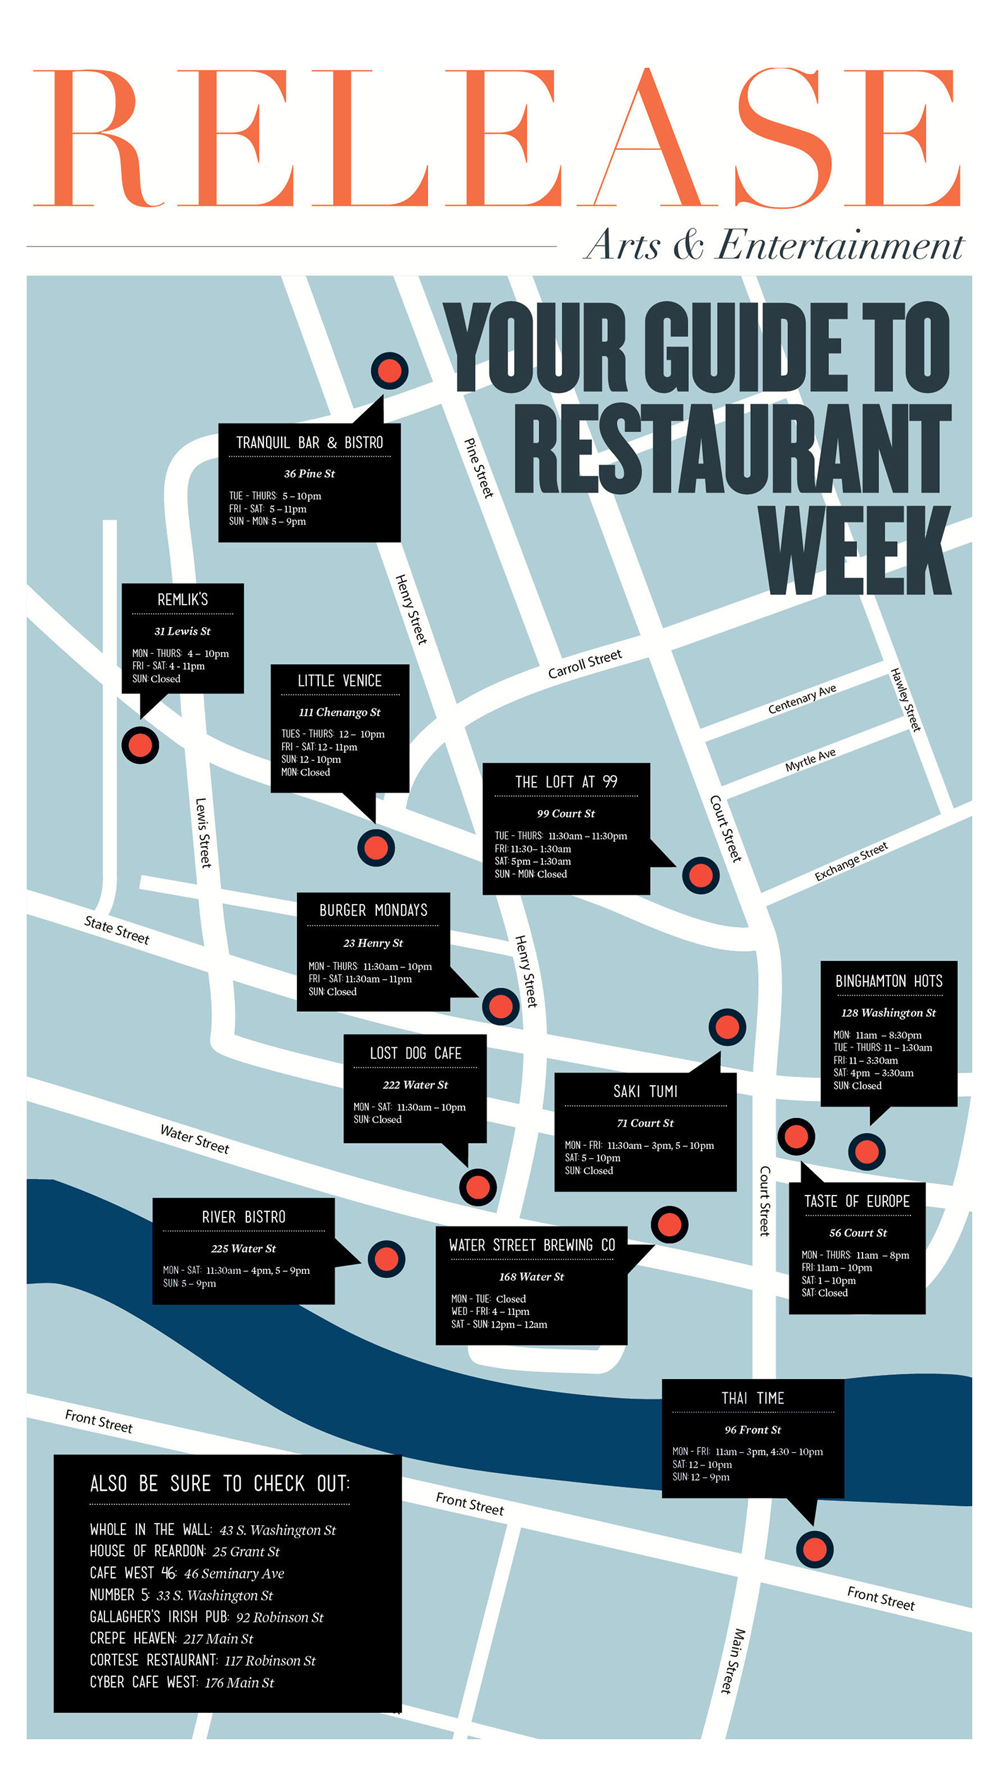 RELEASE
Arts & Entertainment
YOUR GUIDE TO
RESTAURANT
WEEK
TRANQUIL BAR & BISTRO
36 Pine St
TUE - THURS: 5 – 10pm
FRI - SAT: 5 – 11pm
SUN - MON: 5 – 9pm
Pine Street
REMLIK'S
31 Lewis St
MON - THURS: 4 – 10pm
FRI - SAT: 4 - 11pm
SUN: Closed
Henry Street
Carroll Street
LITTLE VENICE
111 Chenango St
TUES - THURS: 12 – 10pm
FRI - SAT: 12 - 11pm
SUN: 12 - 10pm
MON: Closed
Centenary Ave
Hawley Street
Myrtle Ave
THE LOFT AT 99
99 Court St
TUE - THURS: 11:30am – 11:30pm
FRI: 11:30– 1:30am
SAT: 5pm – 1:30am
SUN - MON: Closed
Court Street
Exchange Street
Lewis Street
State Street
BURGER MONDAYS
23 Henry St
MON - THURS: 11:30am – 10pm
FRI - SAT: 11:30am – 11pm
SUN: Closed
Henry Street
BINGHAMTON HOTS
128 Washington St
MON: 11am – 8:30pm
TUE - THURS: 11 – 1:30am
FRI: 11 – 3:30am
SAT: 4pm – 3:30am
SUN: Closed
LOST DOG CAFE
222 Water St
MON - SAT: 11:30am – 10pm
SUN: Closed
SAKI TUMI
71 Court St
MON - FRI: 11:30am – 3pm, 5 – 10pm
SAT: 5 – 10pm
SUN: Closed
Water Street
Court Street
TASTE OF EUROPE
56 Court St
MON - THURS: 11am – 8pm
FRI: 11am – 10pm
SAT: 1 – 10pm
SAT: Closed
RIVER BISTRO
225 Water St
MON - SAT: 11:30am – 4pm, 5 – 9pm
SUN: 5 – 9pm
WATER STREET BREWING CO
168 Water St
MON - TUE: Closed
WED - FRI: 4 – 11pm
SAT - SUN: 12pm – 12am
THAI TIME
96 Front St
MON - FRI: 11am – 3pm, 4:30 – 10pm
SAT: 12 – 10pm
SUN: 12 – 9pm
Front Street
Front Street
Front Street
Main Street
ALSO BE SURE TO CHECK OUT:
WHOLE IN THE WALL: 43 S. Washington St
HOUSE OF REARDON: 25 Grant St
CAFE WEST 46: 46 Seminary Ave
NUMBER 5: 33 S. Washington St
GALLAGHER'S IRISH PUB: 92 Robinson St
CREPE HEAVEN: 217 Main St
CORTESE RESTAURANT: 117 Robinson St
CYBER CAFE WEST: 176 Main St